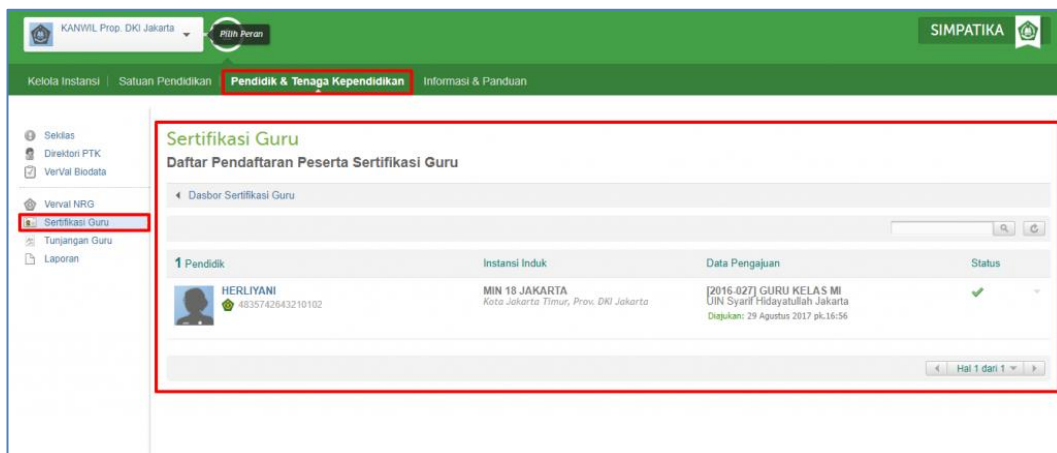 KANWIL Prop. DKI Jakarta
Pilih Peran
SIMPATIKA
Kelola Instansi
Satuan Pendidikan
Pendidik & Tenaga Kependidikan
Informasi & Panduan
Sekilas
Direktori PTK
VerVal Biodata
Verval NRG
Sertifikasi Guru
Tunjangan Guru
Laporan
Sertifikasi Guru
Daftar Pendaftaran Peserta Sertifikasi Guru
Dasbor Sertifikasi Guru
1 Pendidik Instansi Induk Data Pengajuan Status
HERLIYANI MIN 18 JAKARTA [2016-027] GURU KELAS MI
4835742643210102 Kota Jakarta Timur, Prov. DKI Jakarta UIN Syarif Hidayatullah Jakarta
Diajukan: 29 Agustus 2017 pk.16:56
Hal 1 dari 1